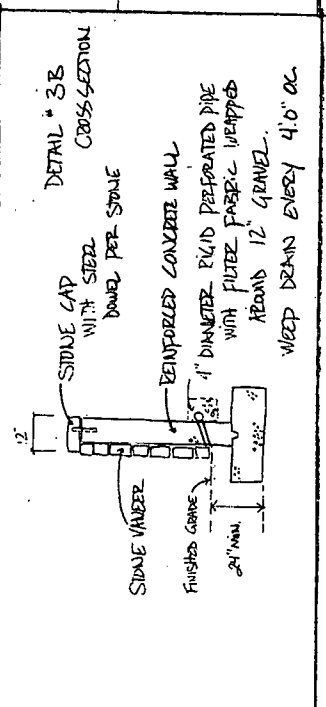 DETAIL # 3B
CROSS SECTION
STONE CAP
WITH STEEL
DOWEL PER STONE
12"
REINFORCED CONCRETE WALL
4" DIAMETER RIGID PERFORATED PIPE
WITH FILTER FABRIC WRAPPED
AROUND 12" GRAVEL.
WEEP DRAIN EVERY 4'.0" OC.
STONE VANEER
FINISHED GRADE
24" MIN.